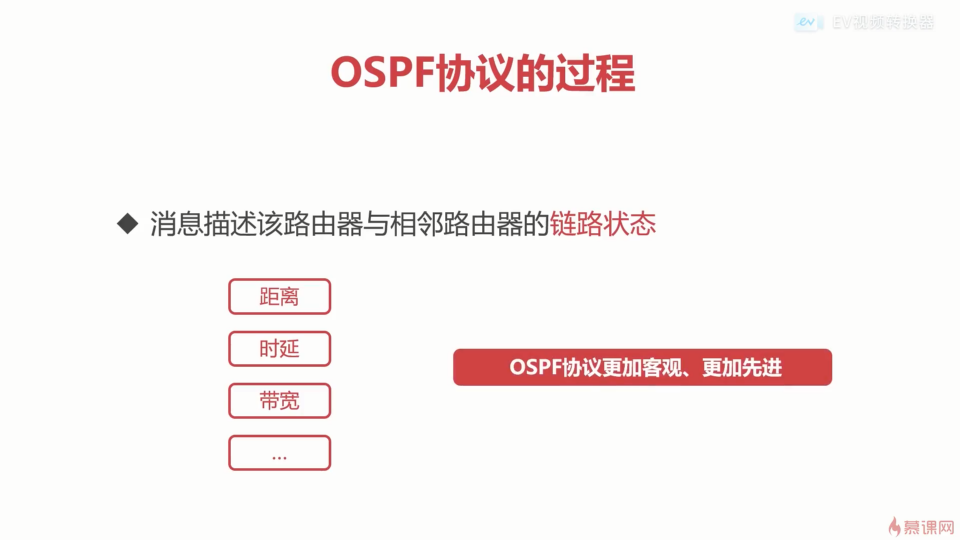 EV视频转换器
OSPF协议的过程
消息描述该路由器与相邻路由器的链路状态
距离
时延
带宽
...
OSPF协议更加客观、更加先进
慕课网